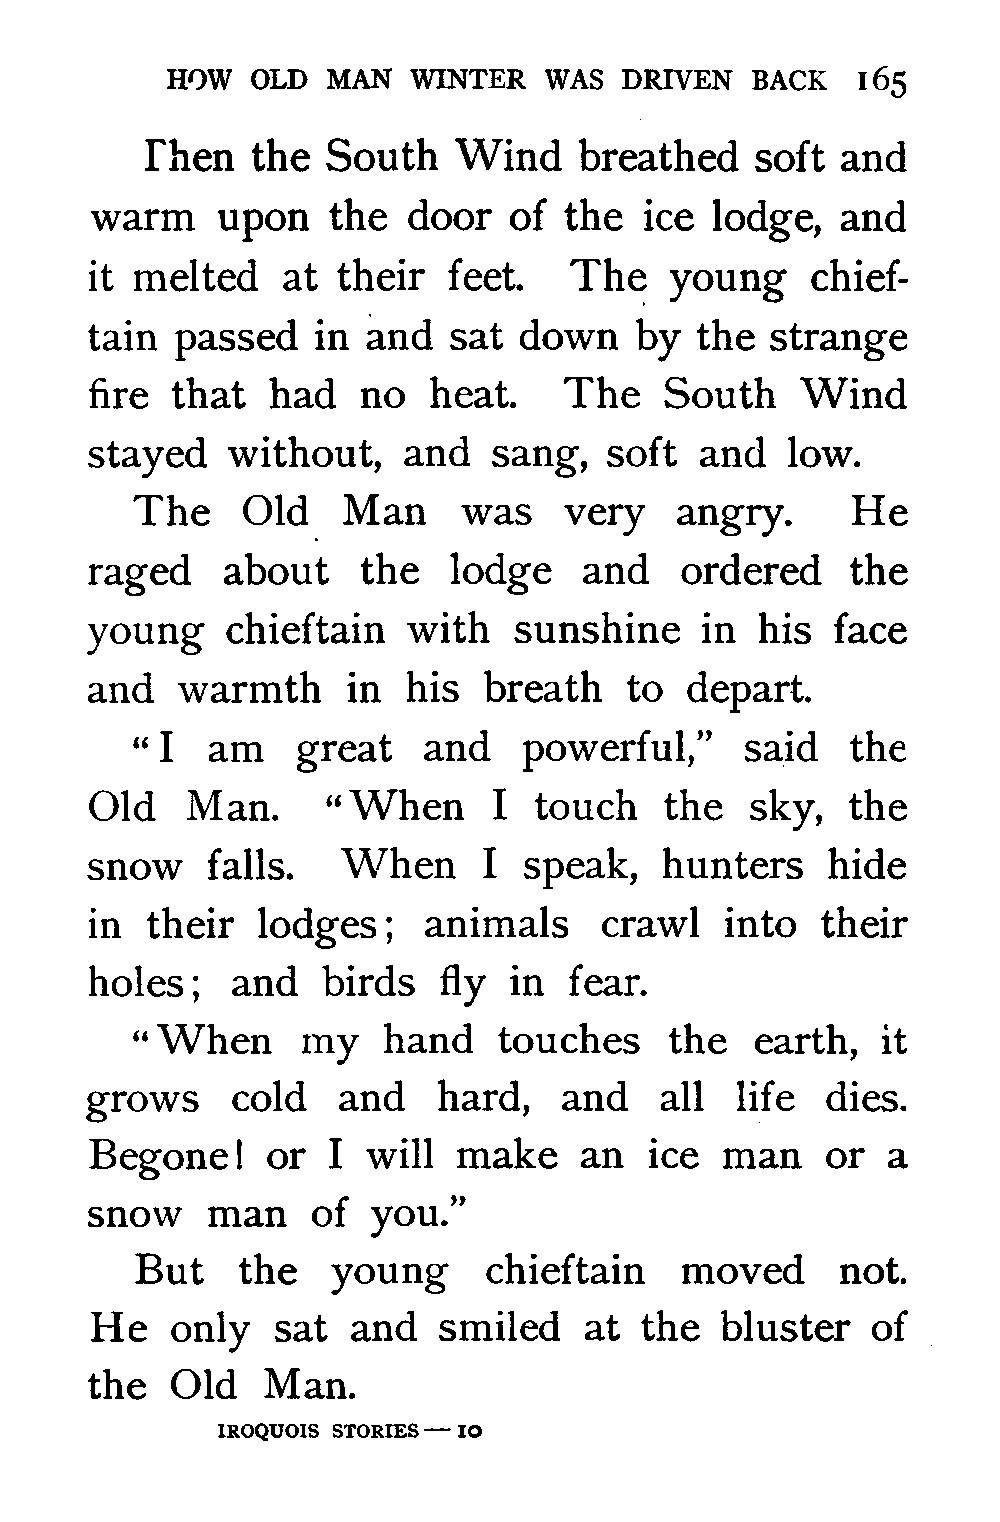 HOW OLD MAN WINTER WAS DRIVEN BACK 165
Then the South Wind breathed soft and
warm upon the door of the ice lodge, and
it melted at their feet. The young chief-
tain passed in and sat down by the strange
fire that had no heat. The South Wind
stayed without, and sang, soft and low.
The Old Man was very angry. He
raged about the lodge and ordered the
young chieftain with sunshine in his face
and warmth in his breath to depart.
“I am great and powerful,” said the
Old Man. “When I touch the sky, the
snow falls. When I speak, hunters hide
in their lodges; animals crawl into their
holes; and birds fly in fear.
“When my hand touches the earth, it
grows cold and hard, and all life dies.
Begone! or I will make an ice man or a
snow man of you.”
But the young chieftain moved not.
He only sat and smiled at the bluster of
the Old Man.
IROQUOIS STORIES—10